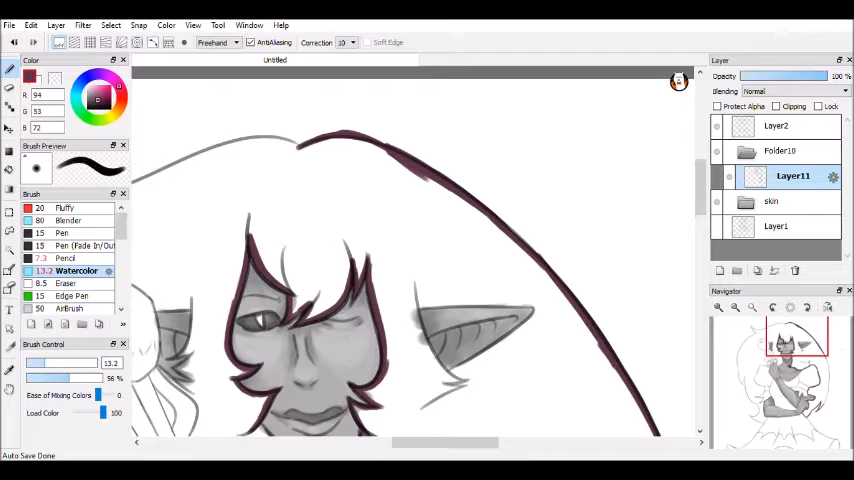 File Edit Layer Filter Select Snap Color View Tool Window Help
OFF Freehand AntiAliasing Correction 10 Soft Edge
Color
R 94
G 53
B 72
Brush Preview
Brush
20 Fluffy
80 Blender
15 Pen
15 Pen (Fade In/Out
7.3 Pencil
13.2 Watercolor
8.5 Eraser
15 Edge Pen
50 AirBrush
Brush Control
13.2
56 %
Ease of Mixing Colors 0
Load Color 100
Auto Save Done
Untitled
Layer
Opacity 100 %
Blending Normal
Protect Alpha Clipping Lock
Layer2
Folder10
Layer11
skin
Layer1
Navigator